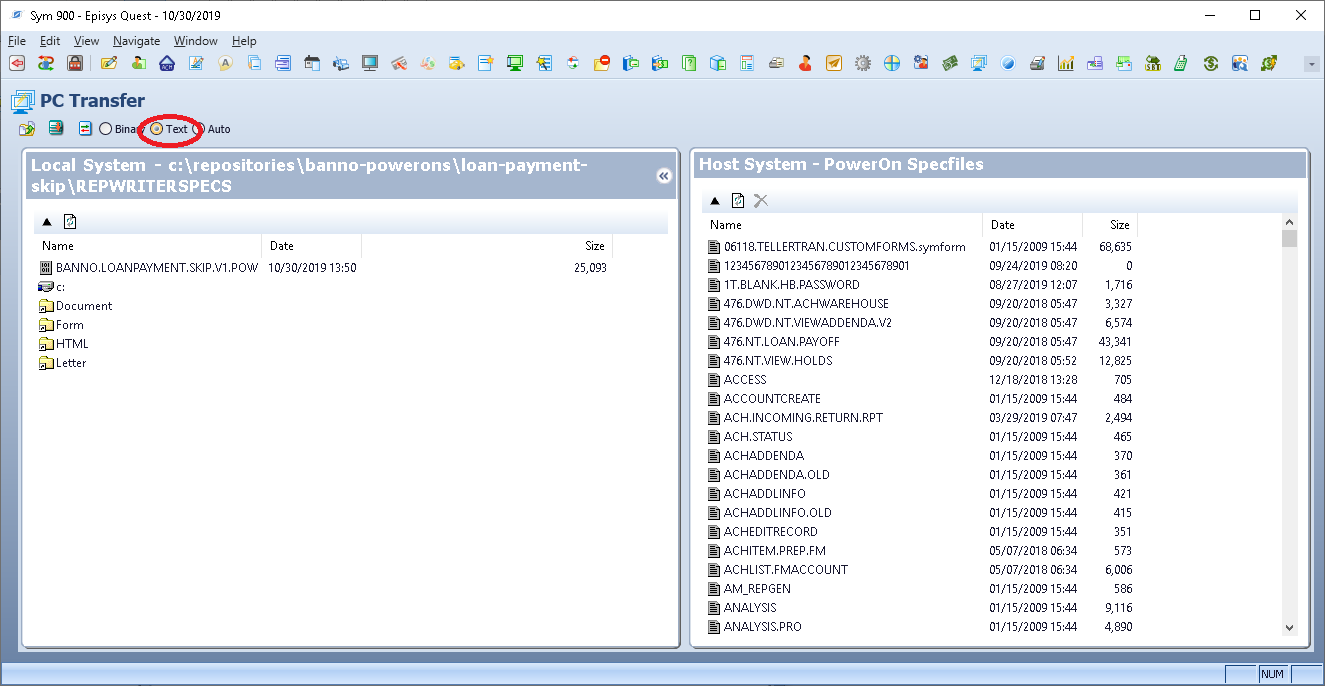 Sym 900 - Episys Quest - 10/30/2019
File Edit View Navigate Window Help
PC Transfer
Binary Text Auto
Local System - c:\repositories\banno-powerons\loan-payment-
skip\REPWRITERSPECS
Name Date Size
BANNO.LOANPAYMENT.SKIP.V1.POW 10/30/2019 13:50 25,093
c:
Document
Form
HTML
Letter
Host System - PowerOn Specfiles
Name Date Size
06118.TELLERTRAN.CUSTOMFORMS.symform 01/15/2009 15:44 68,635
12345678901234567890123456789​01 09/24/2019 08:20 0
1T.BLANK.HB.PASSWORD 08/27/2019 12:07 1,716
476.DWD.NT.ACHWAREHOUSE 09/20/2018 05:47 3,327
476.DWD.NT.VIEWADDENDA.V2 09/20/2018 05:47 6,574
476.NT.LOAN.PAYOFF 09/20/2018 05:47 43,341
476.NT.VIEW.HOLDS 09/20/2018 05:52 12,825
ACCESS 12/18/2018 13:28 705
ACCOUNTCREATE 01/15/2009 15:44 484
ACH.INCOMING.RETURN.RPT 03/29/2019 07:47 2,494
ACH.STATUS 01/15/2009 15:44 465
ACHADDENDA 01/15/2009 15:44 370
ACHADDENDA.OLD 01/15/2009 15:44 361
ACHADDLINFO 01/15/2009 15:44 421
ACHADDLINFO.OLD 01/15/2009 15:44 415
ACHEDITRECORD 01/15/2009 15:44 351
ACHITEM.PREP.FM 05/07/2018 06:34 573
ACHLIST.FMACCOUNT 05/07/2018 06:34 6,006
AM_REPGEN 01/15/2009 15:44 586
ANALYSIS 01/15/2009 15:44 9,116
ANALYSIS.PRO 01/15/2009 15:44 4,890
NUM